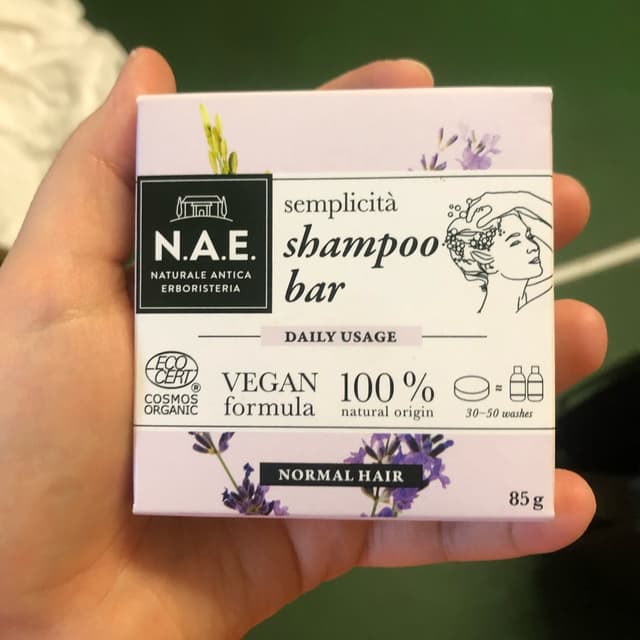 N.A.E.
NATURALE ANTICA
ERBORISTERIA
semplicità
shampoo
bar
DAILY USAGE
ECO
CERT®
COSMOS
ORGANIC
VEGAN
formula
100 %
natural origin
≈
30–50 washes
NORMAL HAIR
85 g